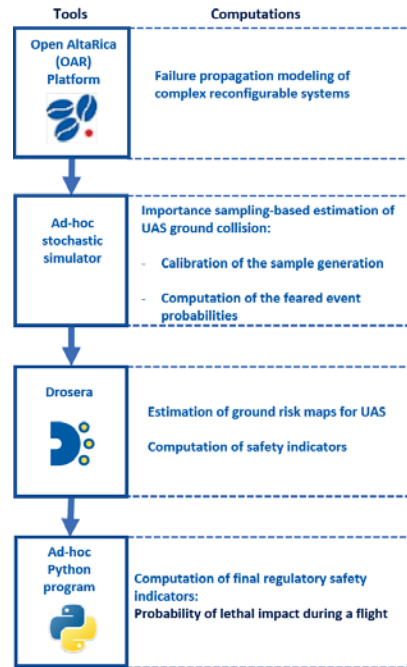 Tools
Computations
Open AltaRica
(OAR)
Platform
Failure propagation modeling of
complex reconfigurable systems
Ad-hoc
stochastic
simulator
Importance sampling-based estimation of
UAS ground collision:
- Calibration of the sample generation
- Computation of the feared event
probabilities
Drosera
Estimation of ground risk maps for UAS
Computation of safety indicators
Ad-hoc
Python
program
Computation of final regulatory safety
indicators:
Probability of lethal impact during a flight